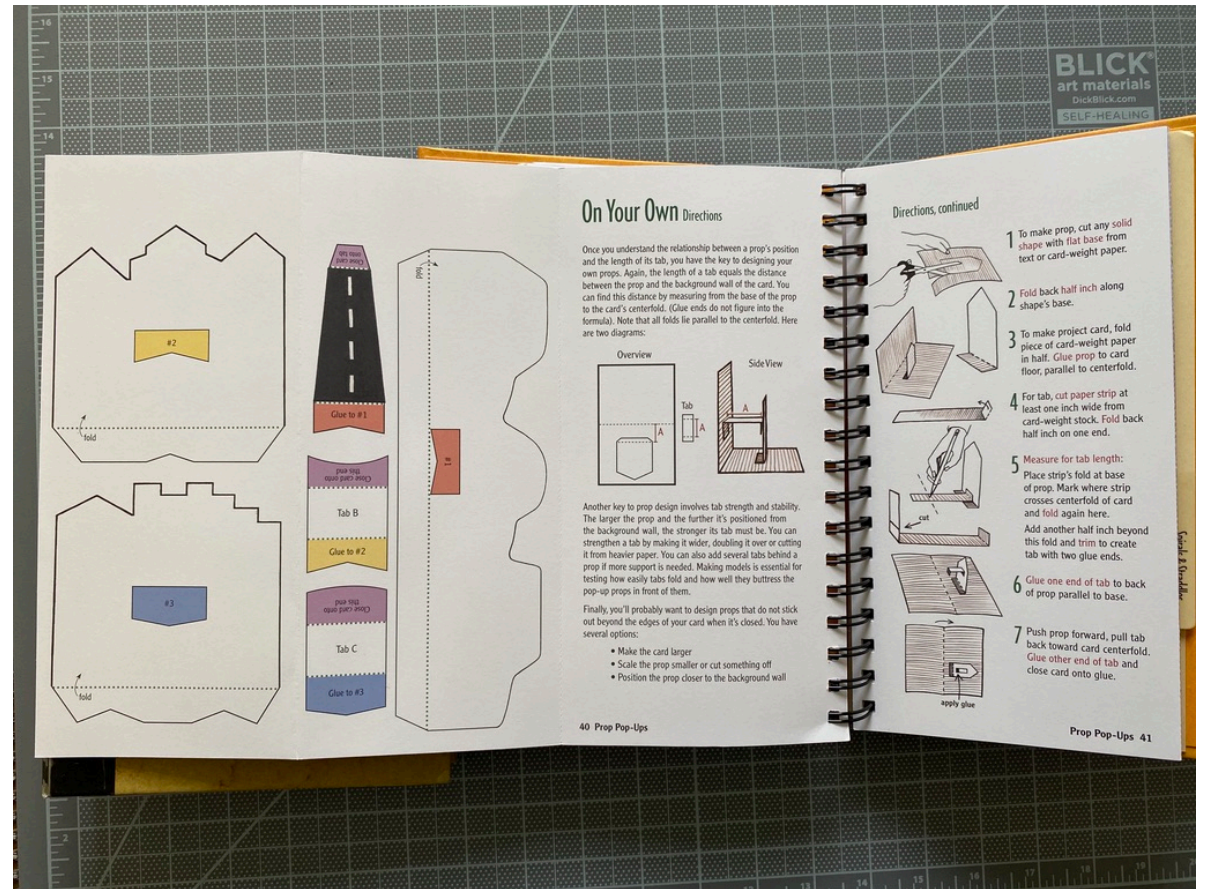 BLICK®
art materials
DickBlick.com
SELF-HEALING
16
15
14
2
#2
fold
#3
fold
Close card
onto tab
Glue to #1
Close card onto
this end
Tab B
Glue to #2
Close card onto
this end
Tab C
Glue to #3
fold
#1
On Your Own Directions
Once you understand the relationship between a prop's position
and the length of its tab, you have the key to designing your
own props. Again, the length of a tab equals the distance
between the prop and the background wall of the card. You
can find this distance by measuring from the base of the prop
to the card's centerfold. (Glue ends do not figure into the
formula). Note that all folds lie parallel to the centerfold. Here
are two diagrams:
Overview
Side View
Tab
A
A
A
Another key to prop design involves tab strength and stability.
The larger the prop and the further it's positioned from
the background wall, the stronger its tab must be. You can
strengthen a tab by making it wider, doubling it over or cutting
it from heavier paper. You can also add several tabs behind a
prop if more support is needed. Making models is essential for
testing how easily tabs fold and how well they buttress the
pop-up props in front of them.
Finally, you'll probably want to design props that do not stick
out beyond the edges of your card when it's closed. You have
several options:
• Make the card larger
• Scale the prop smaller or cut something off
• Position the prop closer to the background wall
40 Prop Pop-Ups
Directions, continued
1 To make prop, cut any solid
shape with flat base from
text or card-weight paper.
2 Fold back half inch along
shape's base.
3 To make project card, fold
piece of card-weight paper
in half. Glue prop to card
floor, parallel to centerfold.
4 For tab, cut paper strip at
least one inch wide from
card-weight stock. Fold back
half inch on one end.
5 Measure for tab length:
Place strip's fold at base
of prop. Mark where strip
crosses centerfold of card
and fold again here.
Add another half inch beyond
this fold and trim to create
tab with two glue ends.
cut
6 Glue one end of tab to back
of prop parallel to base.
7 Push prop forward, pull tab
back toward card centerfold.
Glue other end of tab and
close card onto glue.
apply glue
Prop Pop-Ups 41